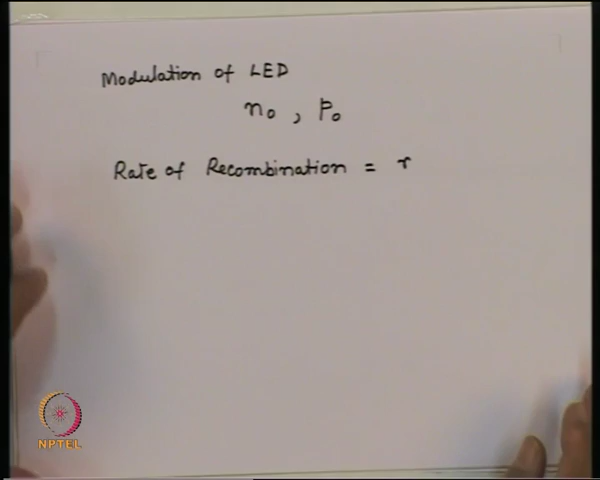 Modulation of LED
n₀ , p₀
Rate of Recombination = r
NPTEL